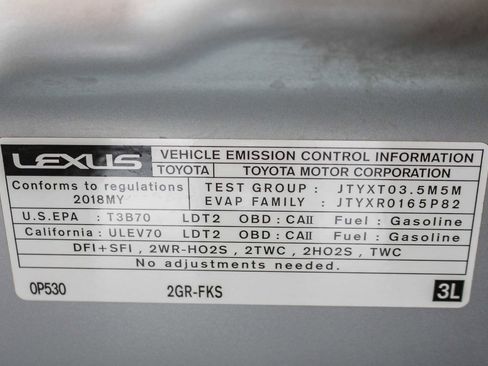 LEXUS VEHICLE EMISSION CONTROL INFORMATION
TOYOTA TOYOTA MOTOR CORPORATION
Conforms to regulations TEST GROUP : JTYXT03.5M5M
2018MY EVAP FAMILY : JTYXR0165P82
U.S.EPA : T3B70 LDT2 OBD : CAII Fuel : Gasoline
California : ULEV70 LDT2 OBD : CAII Fuel : Gasoline
DFI+SFI , 2WR-HO2S , 2TWC , 2HO2S , TWC
No adjustments needed.
0P530 2GR-FKS 3L